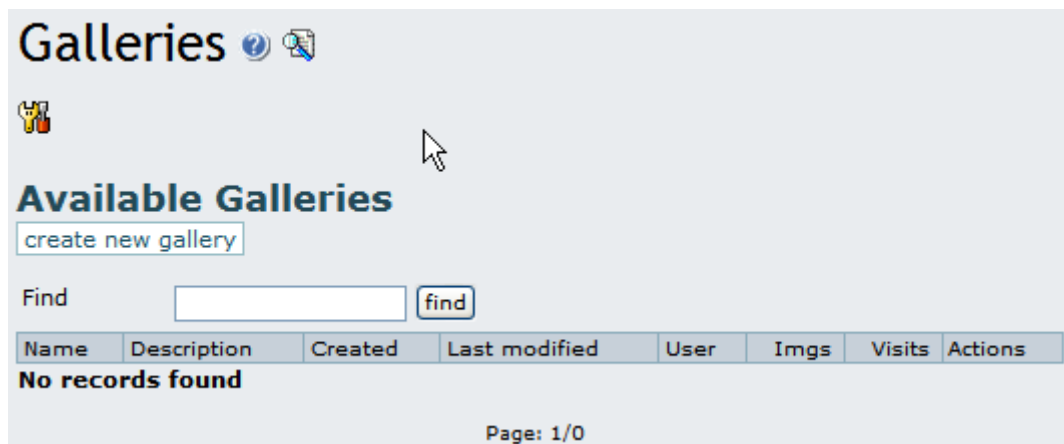 Galleries
Available Galleries
create new gallery
Find find
Name Description Created Last modified User Imgs Visits Actions
No records found
Page: 1/0